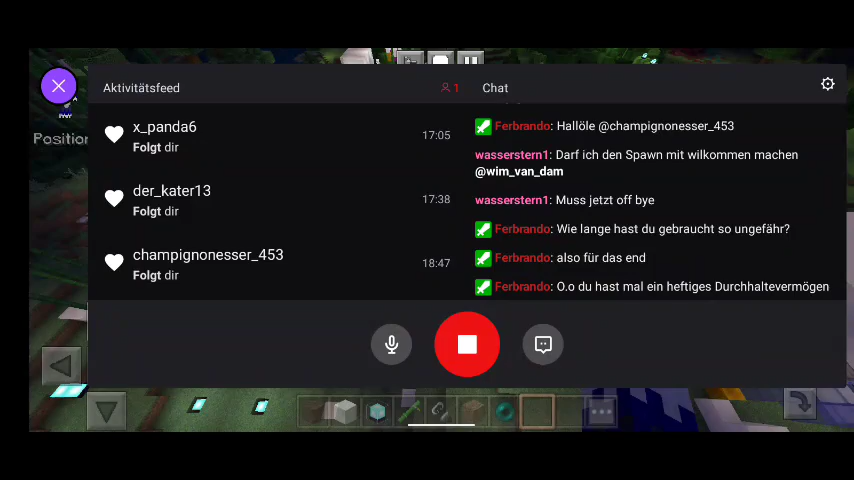 Aktivitätsfeed
1
Chat
Position
x_panda6
Folgt dir
17:05
der_kater13
Folgt dir
17:38
champignonesser_453
Folgt dir
18:47
Ferbrando: Hallöle @champignonesser_453
wasserstern1: Darf ich den Spawn mit wilkommen machen
@wim_van_dam
wasserstern1: Muss jetzt off bye
Ferbrando: Wie lange hast du gebraucht so ungefähr?
Ferbrando: also für das end
Ferbrando: O.o du hast mal ein heftiges Durchhaltevermögen